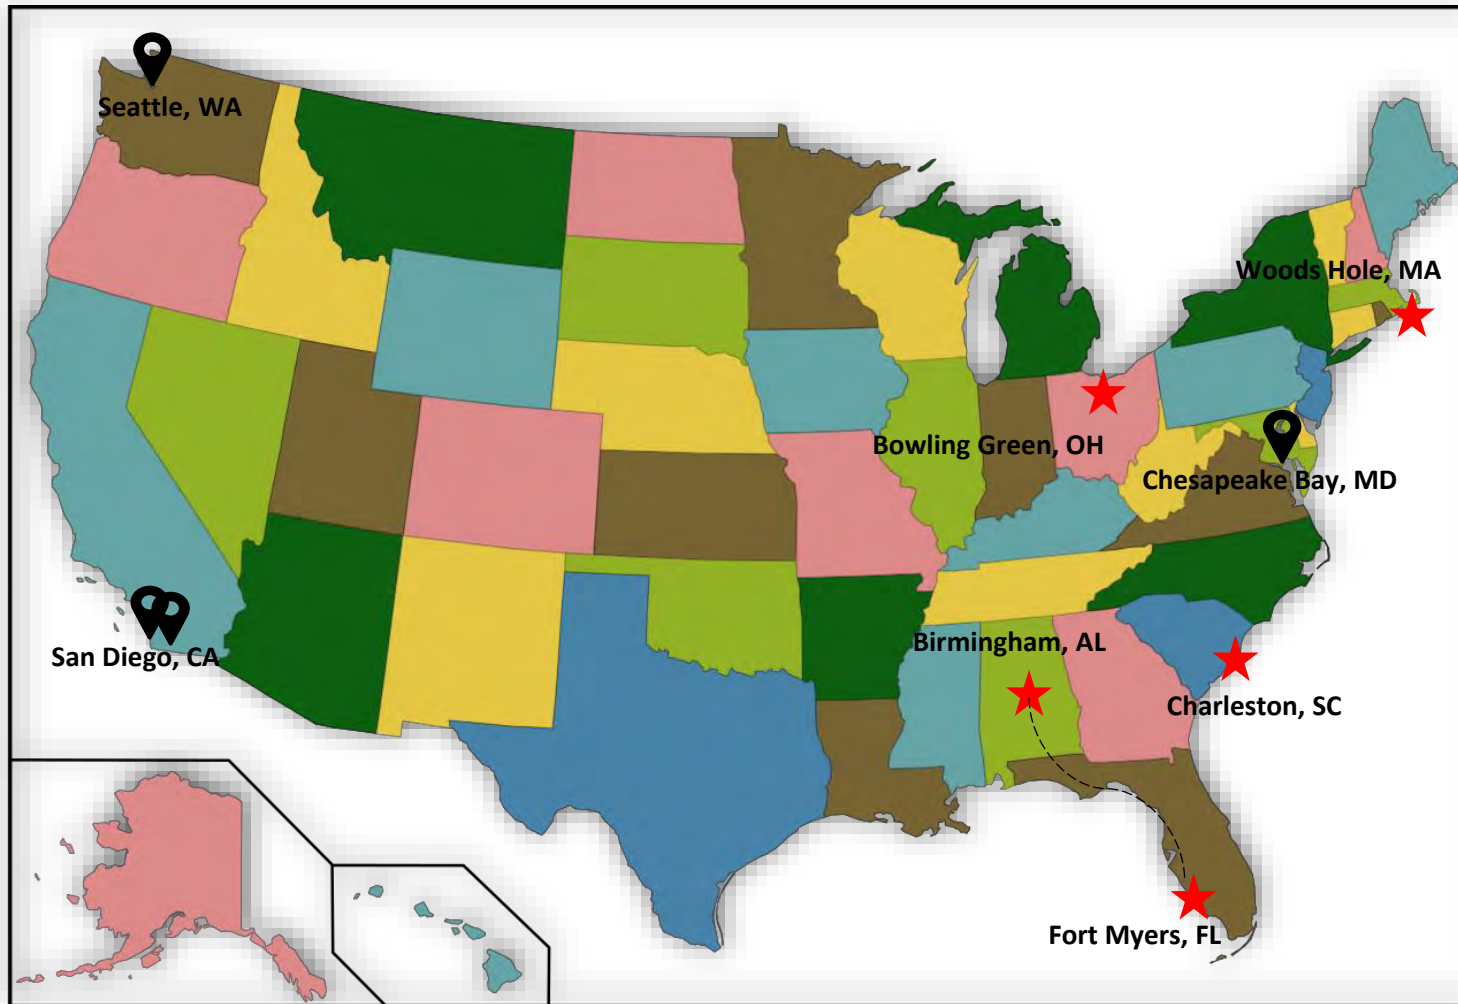 Seattle, WA
Woods Hole, MA
Bowling Green, OH
Chesapeake Bay, MD
San Diego, CA
Birmingham, AL
Charleston, SC
Fort Myers, FL